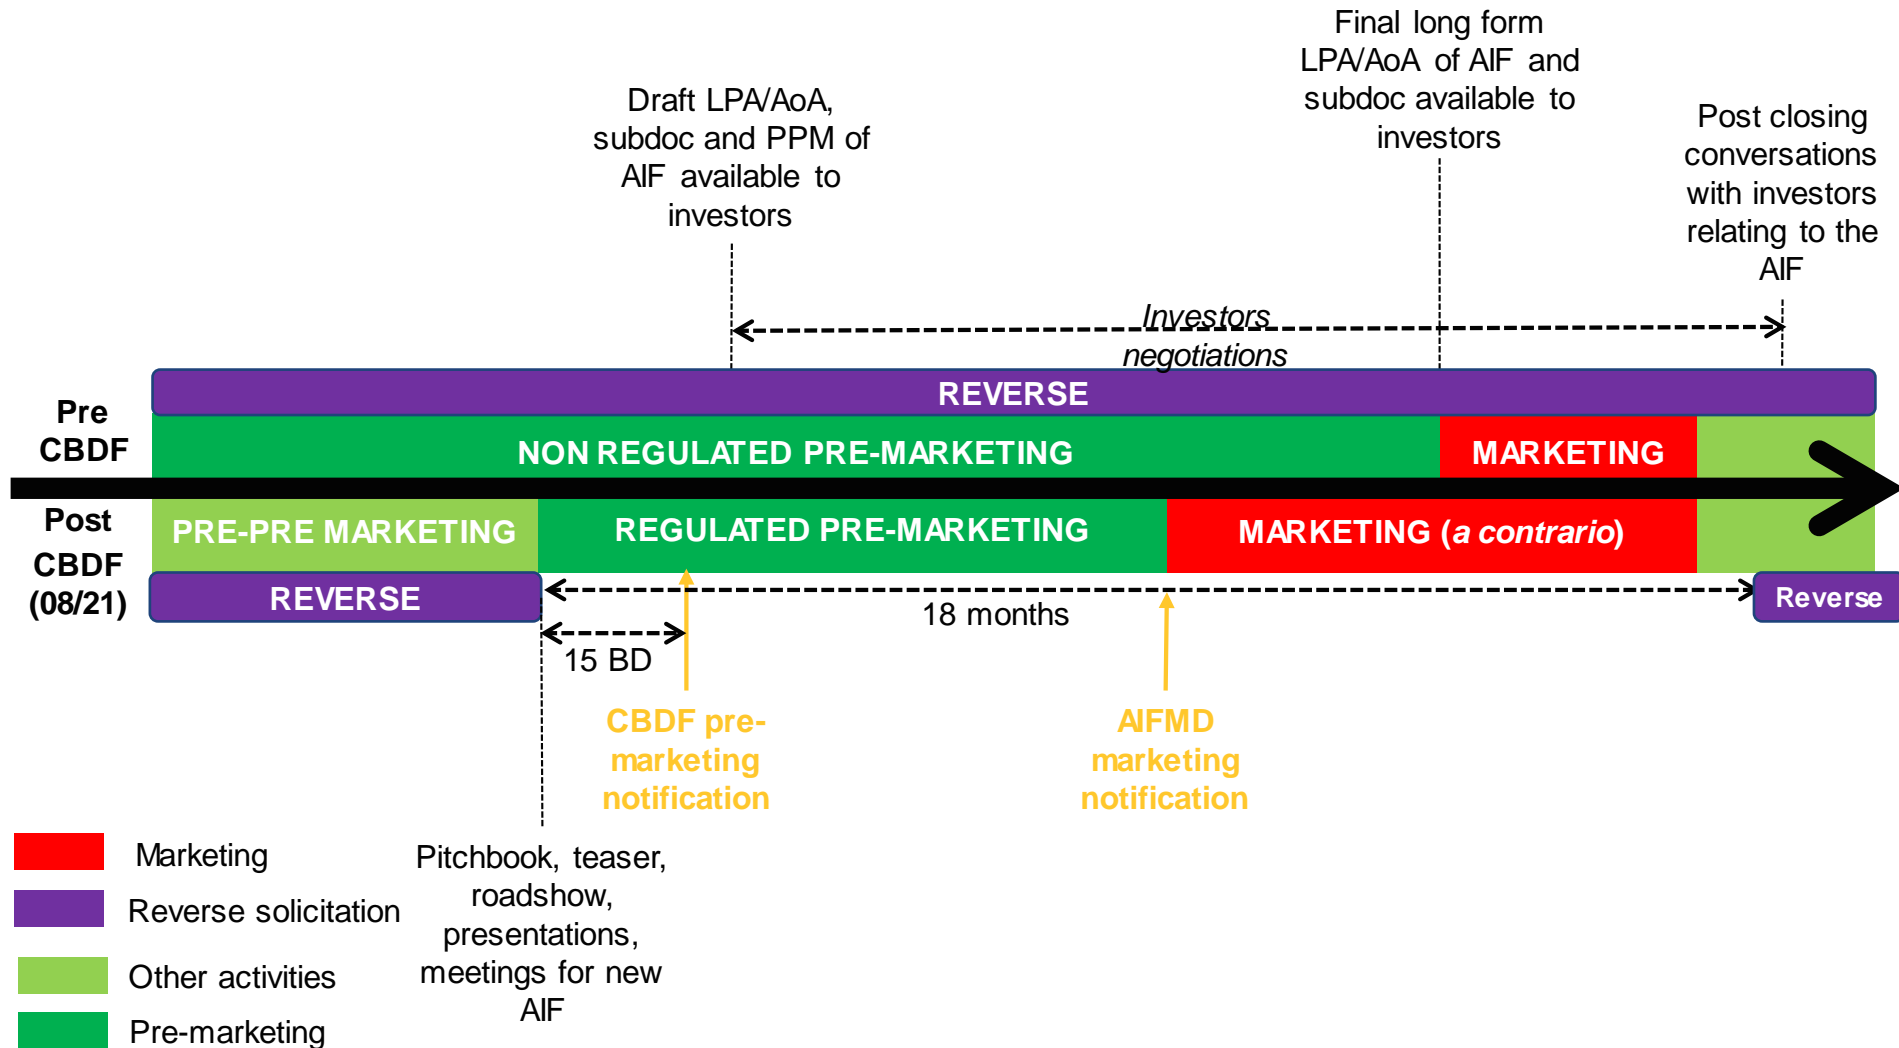 Final long form
LPA/AoA of AIF and
subdoc available to
investors
Draft LPA/AoA,
subdoc and PPM of
AIF available to
investors
Post closing
conversations
with investors
relating to the
AIF
Investors
negotiations
REVERSE
Pre
CBDF
NON REGULATED PRE-MARKETING
MARKETING
Post
CBDF
(08/21)
PRE-PRE MARKETING
REGULATED PRE-MARKETING
MARKETING (a contrario)
REVERSE
18 months
Reverse
15 BD
CBDF pre-
marketing
notification
AIFMD
marketing
notification
Pitchbook, teaser,
roadshow,
presentations,
meetings for new
AIF
Marketing
Reverse solicitation
Other activities
Pre-marketing